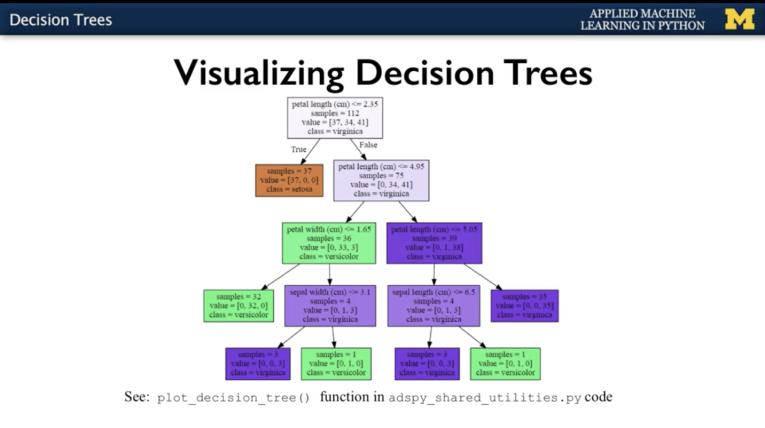 Decision Trees
APPLIED MACHINE
LEARNING IN PYTHON
M
Visualizing Decision Trees
petal length (cm) <= 2.35
samples = 112
value = [37, 34, 41]
class = virginica
True
False
samples = 37
value = [37, 0, 0]
class = setosa
petal length (cm) <= 4.95
samples = 75
value = [0, 34, 41]
class = virginica
petal width (cm) <= 1.65
samples = 36
value = [0, 33, 3]
class = versicolor
petal length (cm) <= 5.05
samples = 39
value = [0, 1, 38]
class = virginica
samples = 32
value = [0, 32, 0]
class = versicolor
sepal width (cm) <= 3.1
samples = 4
value = [0, 1, 3]
class = virginica
sepal length (cm) <= 6.5
samples = 4
value = [0, 1, 3]
class = virginica
samples = 35
value = [0, 0, 35]
class = virginica
samples = 3
value = [0, 0, 3]
class = virginica
samples = 1
value = [0, 1, 0]
class = versicolor
samples = 3
value = [0, 0, 3]
class = virginica
samples = 1
value = [0, 1, 0]
class = versicolor
See: plot_decision_tree() function in adspy_shared_utilities.py code